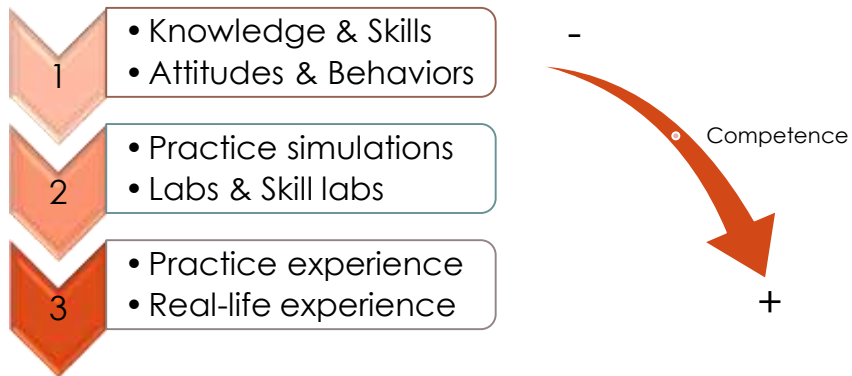 1
• Knowledge & Skills
• Attitudes & Behaviors
2
• Practice simulations
• Labs & Skill labs
3
• Practice experience
• Real-life experience
-
Competence
+